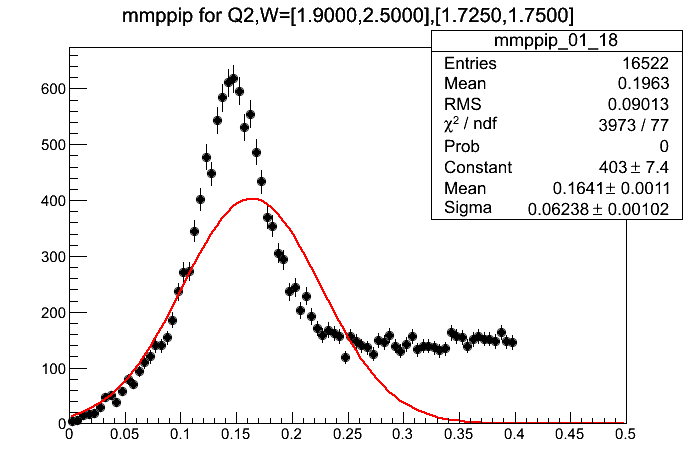 mmppip for Q2,W=[1.9000,2.5000],[1.7250,1.7500]
mmppip_01_18
Entries 16522
Mean 0.1963
RMS 0.09013
χ² / ndf 3973 / 77
Prob 0
Constant 403 ± 7.4
Mean 0.1641 ± 0.0011
Sigma 0.06238 ± 0.00102
600
500
400
300
200
100
0
0 0.05 0.1 0.15 0.2 0.25 0.3 0.35 0.4 0.45 0.5